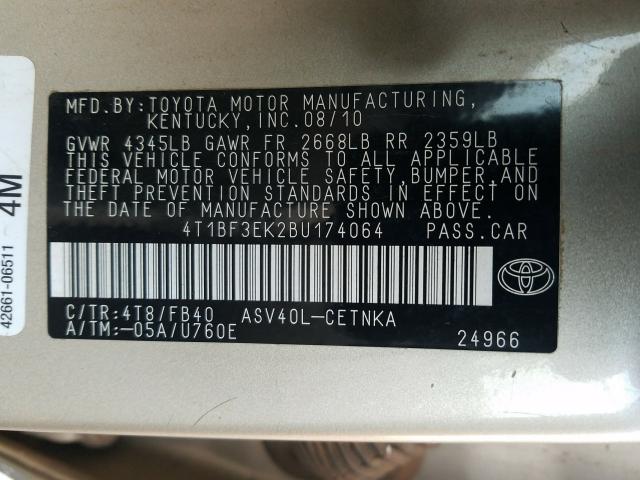 MFD.BY:TOYOTA MOTOR MANUFACTURING,
KENTUCKY,INC.08/10
GVWR 4345LB GAWR FR 2668LB RR 2359LB
THIS VEHICLE CONFORMS TO ALL APPLICABLE
FEDERAL MOTOR VEHICLE SAFETY,BUMPER,AND
THEFT PREVENTION STANDARDS IN EFFECT ON
THE DATE OF MANUFACTURE SHOWN ABOVE.
4T1BF3EK2BU174064 PASS.CAR
C/TR:4T8/FB40 ASV40L-CETNKA
A/TM:-05A/U760E 24966
42661-06511 4M